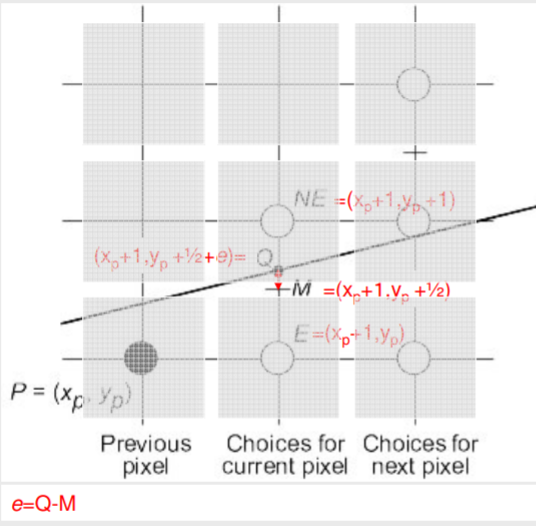 NE =(xₚ+1,yₚ+1)
(xₚ+1,yₚ+½+e)= Q
M =(xₚ+1,yₚ+½)
E=(xₚ+1,yₚ)
P = (xₚ, yₚ)
Previous pixel
Choices for current pixel
Choices for next pixel
e=Q-M